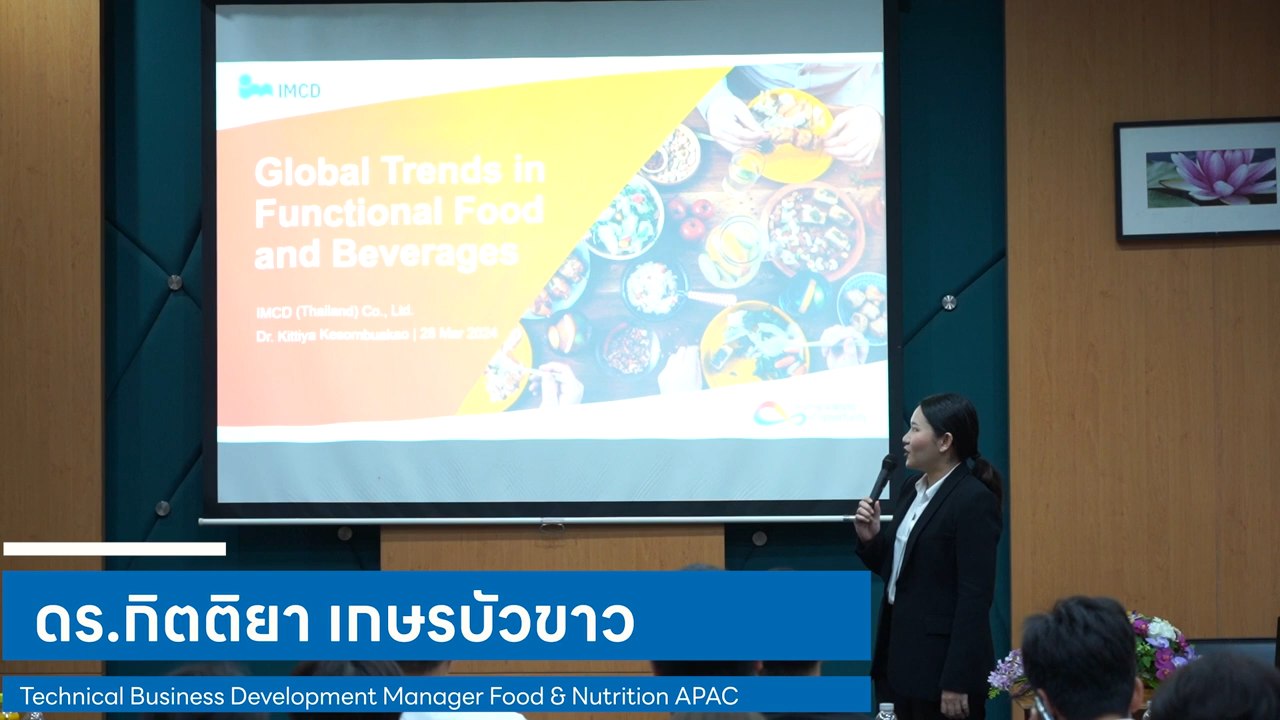 IMCD
Global Trends in
Functional Food
and Beverages
IMCD (Thailand) Co., Ltd.
Dr. Kittiya Kesornbuakao | 26 Mar 2024
ดร.กิตติยา เกษรบัวขาว
Technical Business Development Manager Food & Nutrition APAC